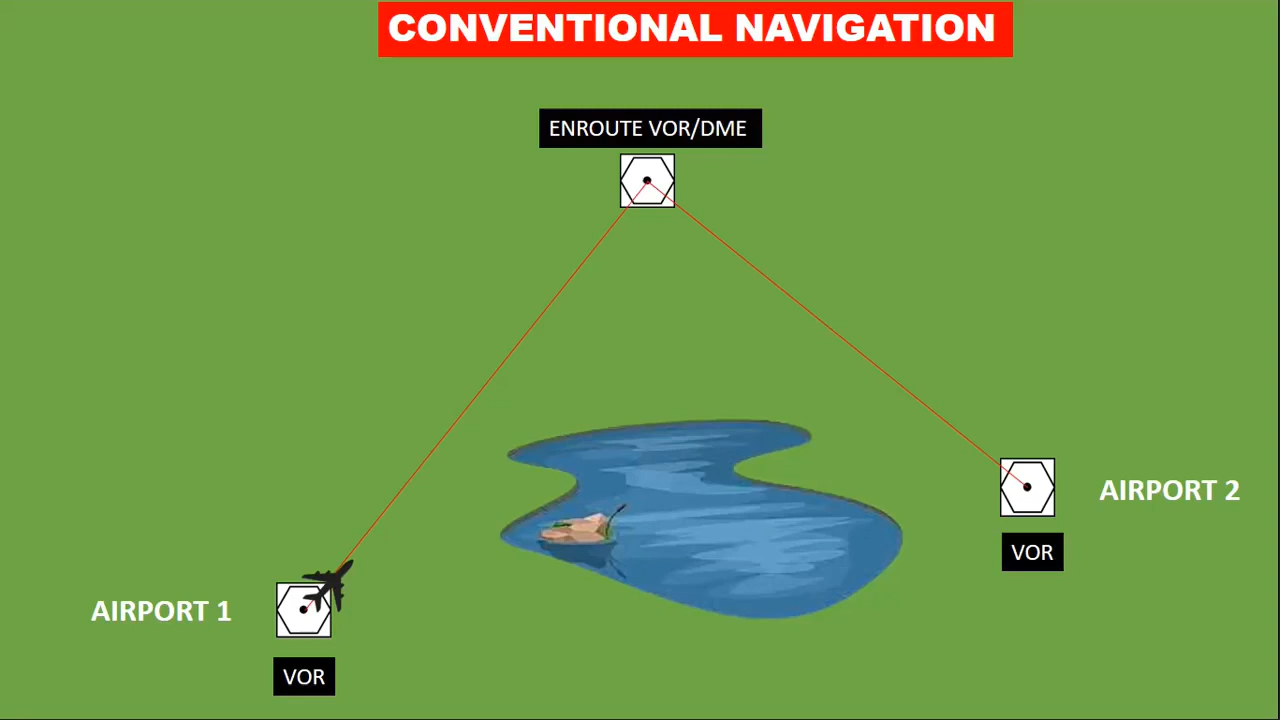 CONVENTIONAL NAVIGATION
ENROUTE VOR/DME
AIRPORT 2
VOR
AIRPORT 1
VOR